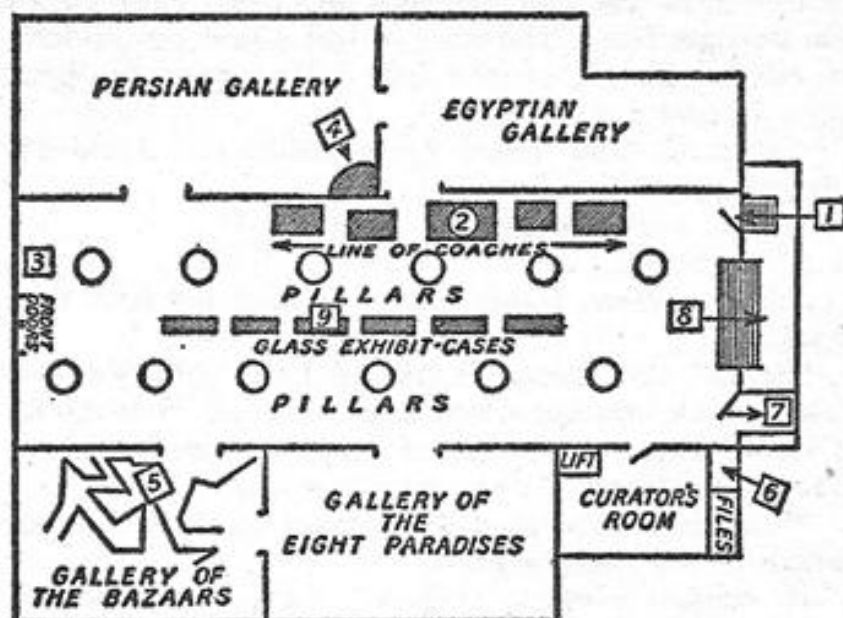 PERSIAN GALLERY
EGYPTIAN
GALLERY
4
1
2
LINE OF COACHES
3
PILLARS
FRONT
DOORS
9
8
GLASS EXHIBIT-CASES
PILLARS
7
LIFT
6
5
CURATOR'S
ROOM
FILES
GALLERY OF
THE
EIGHT PARADISES
GALLERY OF
THE BAZAARS